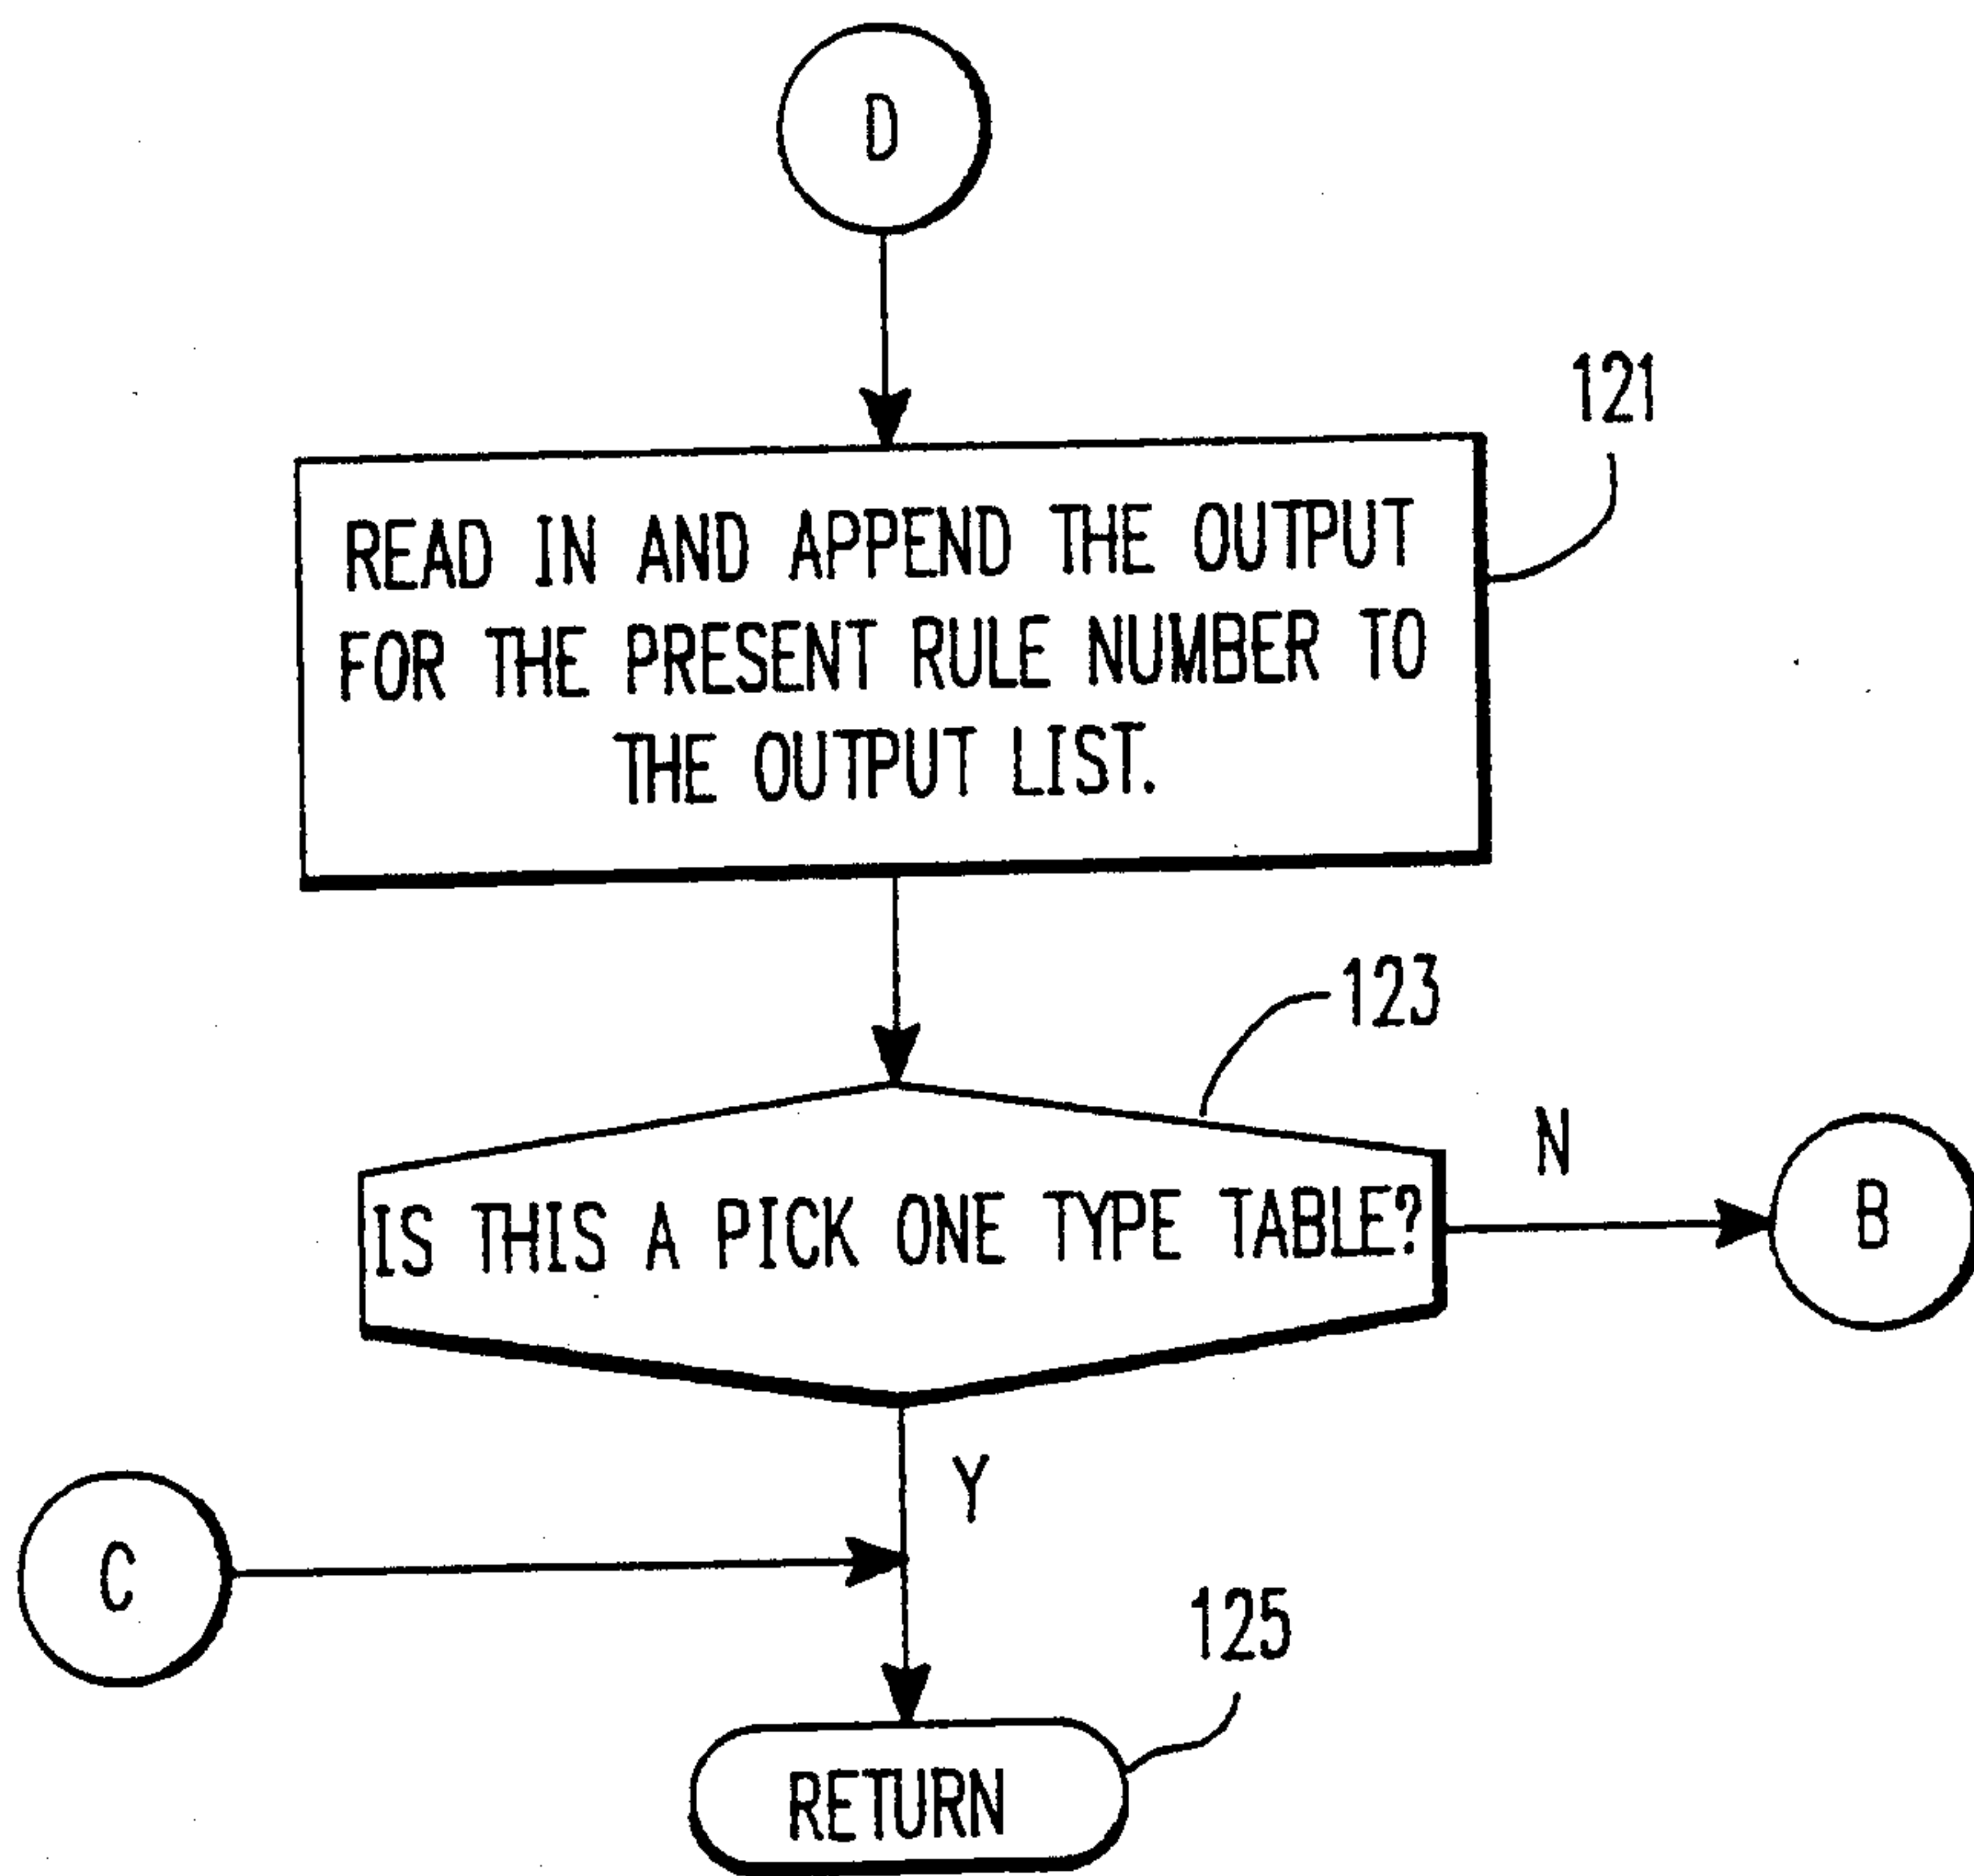 D
121
READ IN AND APPEND THE OUTPUT
FOR THE PRESENT RULE NUMBER TO
THE OUTPUT LIST.
123
IS THIS A PICK ONE TYPE TABLE?
N
B
Y
C
125
RETURN